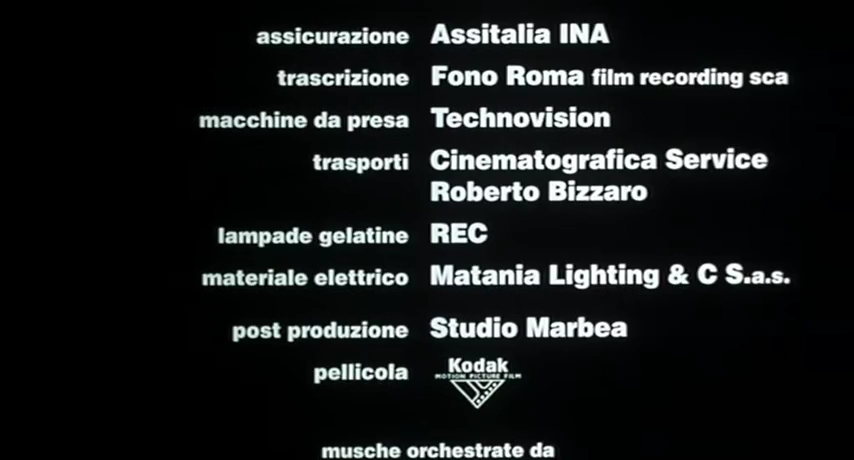 assicurazione Assitalia INA
trascrizione Fono Roma film recording sca
macchine da presa Technovision
trasporti Cinematografica Service
Roberto Bizzaro
lampade gelatine REC
materiale elettrico Matania Lighting & C S.a.s.
post produzione Studio Marbea
pellicola Kodak
MOTION PICTURE FILM
musche orchestrate da